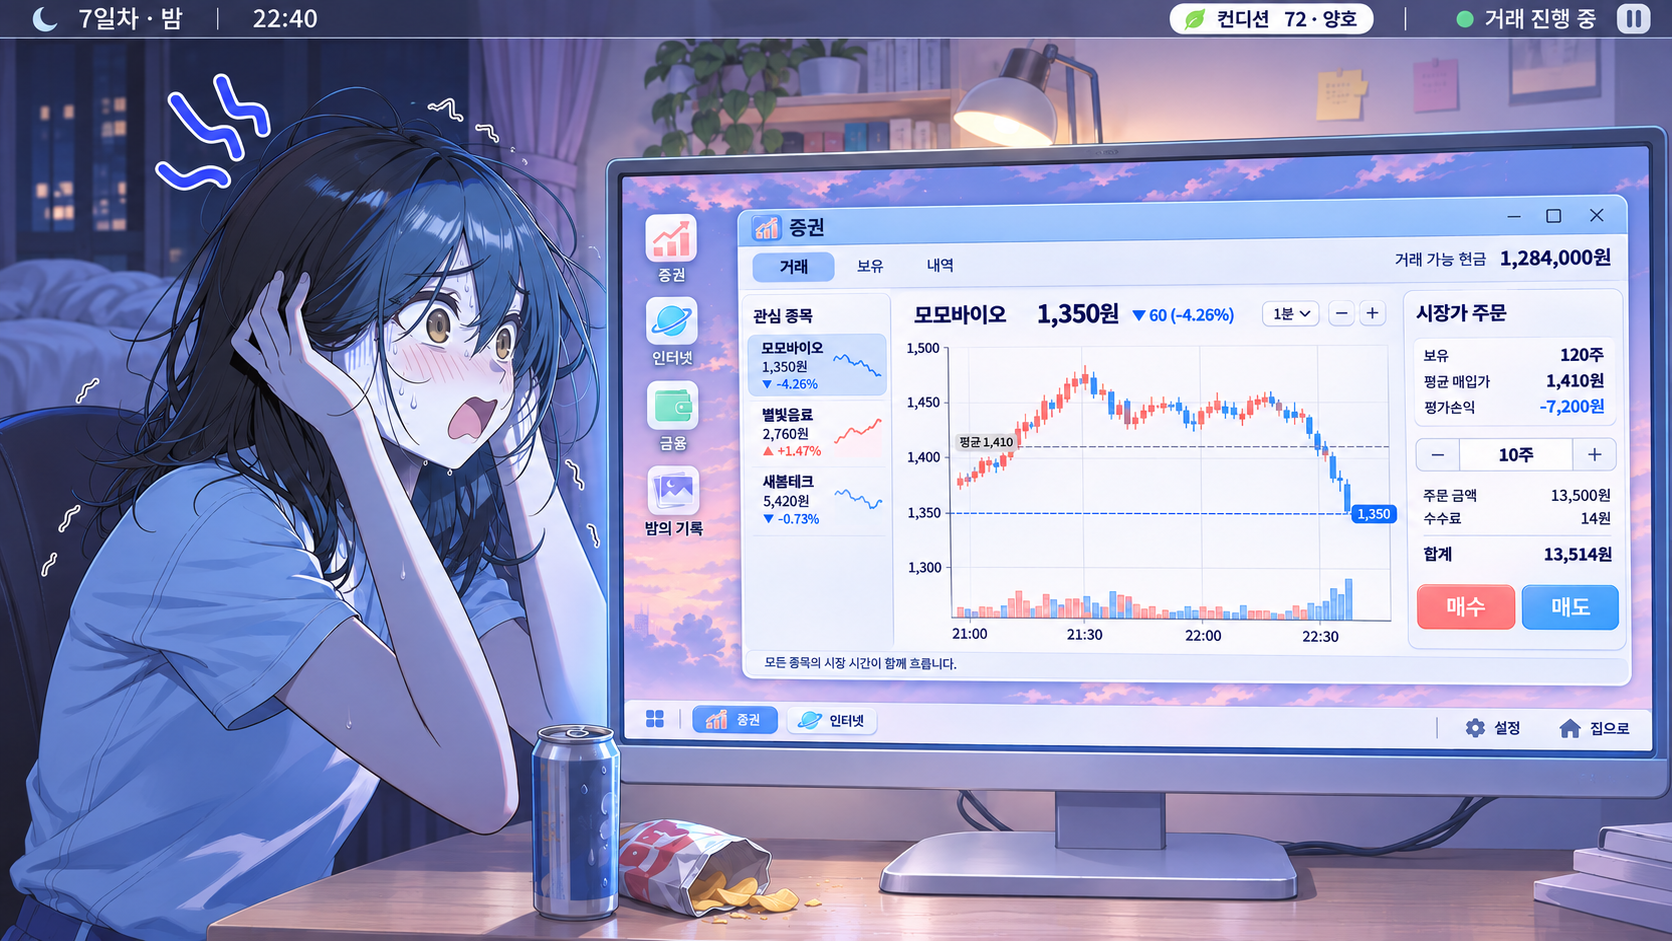 7일차 · 밤
22:40
컨디션 72 · 양호
거래 진행 중
증권
인터넷
금융
밤의 기록
증권
거래
보유
내역
거래 가능 현금 1,284,000원
관심 종목
모모바이오
1,350원
▼ -4.26%
별빛음료
2,760원
▲ +1.47%
새봄테크
5,420원
▼ -0.73%
모모바이오 1,350원 ▼ 60 (-4.26%)
1분
1,500
1,450
1,400
1,350
1,300
평균 1,410
1,350
21:00
21:30
22:00
22:30
시장가 주문
보유 120주
평균 매입가 1,410원
평가손익 -7,200원
− 10주 +
주문 금액 13,500원
수수료 14원
합계 13,514원
매수
매도
모든 종목의 시장 시간이 함께 흐릅니다.
증권
인터넷
설정
집으로